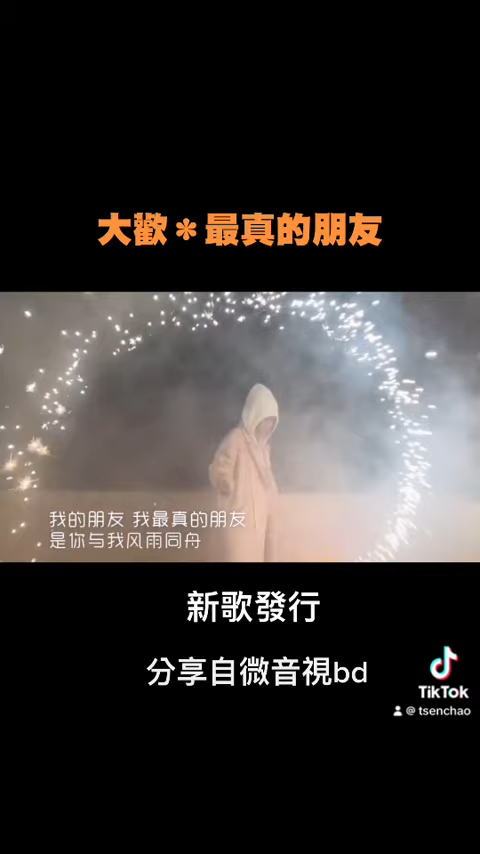 大歡＊最真的朋友
我的朋友 我最真的朋友
是你与我风雨同舟
新歌發行
分享自微音視bd
TikTok
@ tsenchao